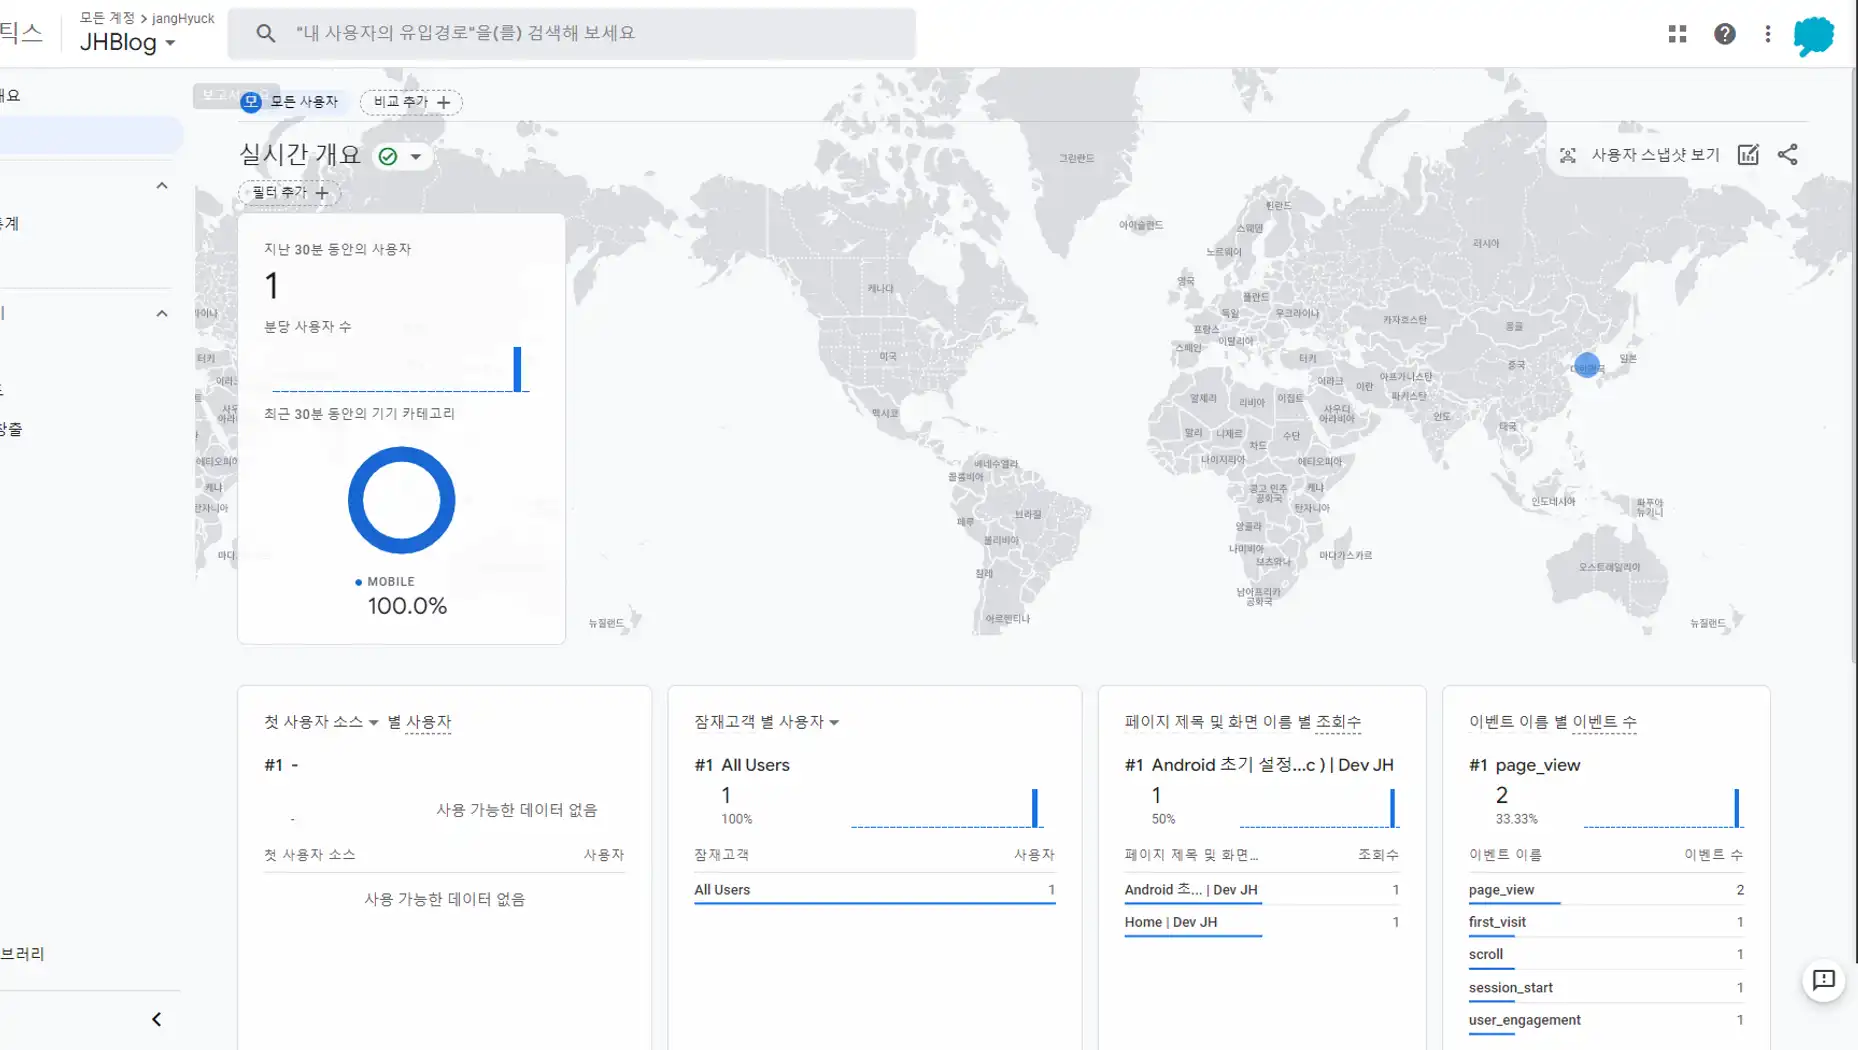 틱스
모든 계정 > jangHyuck
JHBlog
"내 사용자의 유입경로"을(를) 검색해 보세요
개요
모
모든 사용자
비교 추가 +
실시간 개요
필터 추가 +
사용자 스냅샷 보기
통계
창출
브러리
지난 30분 동안의 사용자
1
분당 사용자 수
최근 30분 동안의 기기 카테고리
MOBILE
100.0%
그린란드
아이슬란드
핀란드
스웨덴
노르웨이
러시아
영국
폴란드
독일
우크라이나
프랑스
이탈리아
스페인
카자흐스탄
몽골
캐나다
미국
멕시코
터키
이라크
이란
아프가니스탄
파키스탄
중국
대한민국
일본
알제리
리비아
이집트
사우디
아라비아
인도
태국
말리
니제르
차드
수단
나이지리아
에티오피아
베네수엘라
콜롬비아
페루
브라질
볼리비아
칠레
아르헨티나
공고 민주
공화국
케냐
탄자니아
앙골라
나미비아
보츠와나
마다가스카르
남아프리카
공화국
인도네시아
파푸아
뉴기니
오스트레일리아
뉴질랜드
뉴질랜드
터키
에티오피아
케냐
탄자니아
첫 사용자 소스 별 사용자
#1 -
-
사용 가능한 데이터 없음
첫 사용자 소스 사용자
사용 가능한 데이터 없음
잠재고객 별 사용자
#1 All Users
1
100%
잠재고객 사용자
All Users 1
페이지 제목 및 화면 이름 별 조회수
#1 Android 초기 설정...c ) | Dev JH
1
50%
페이지 제목 및 화면... 조회수
Android 초... | Dev JH 1
Home | Dev JH 1
이벤트 이름 별 이벤트 수
#1 page_view
2
33.33%
이벤트 이름 이벤트 수
page_view 2
first_visit 1
scroll 1
session_start 1
user_engagement 1